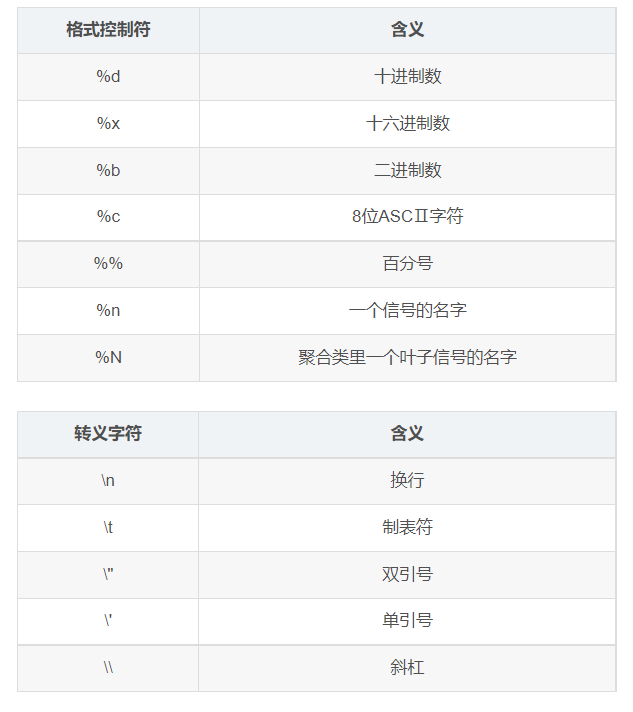 格式控制符 含义
%d 十进制数
%x 十六进制数
%b 二进制数
%c 8位ASCⅡ字符
%% 百分号
%n 一个信号的名字
%N 聚合类里一个叶子信号的名字
转义字符 含义
\n 换行
\t 制表符
\" 双引号
\' 单引号
\\ 斜杠